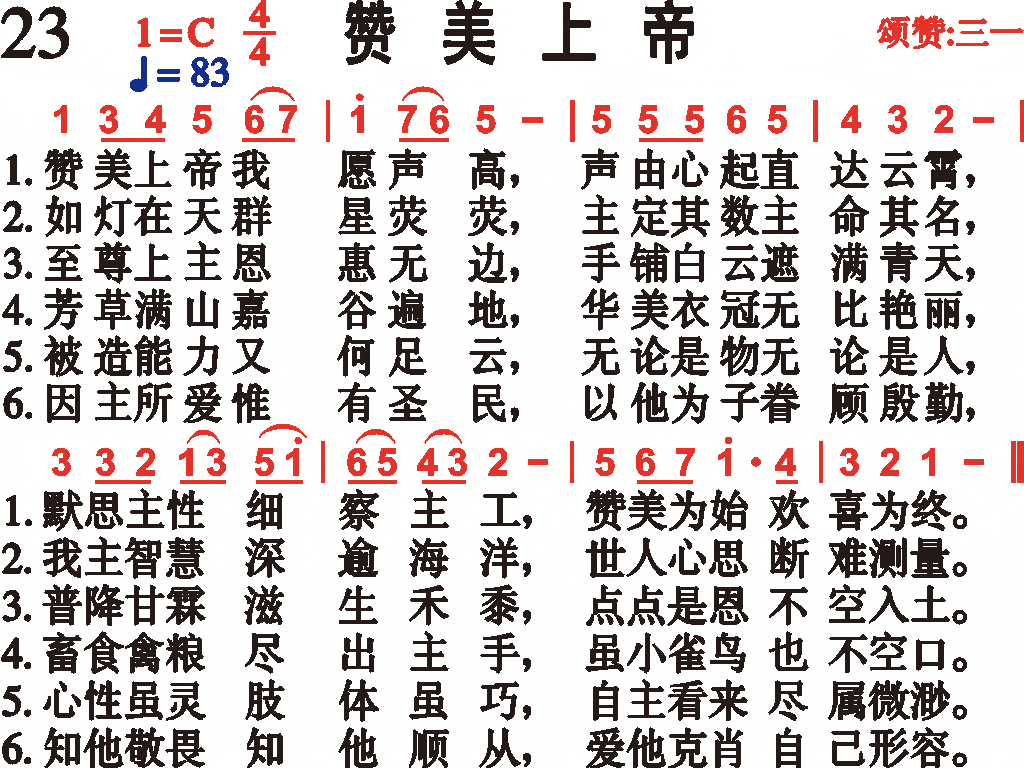 23 1=C 4/4 赞美上帝 颂赞:三一
♩= 83
1 3 4 5 6 7 | i 7 6 5 - | 5 5 5 6 5 | 4 3 2 - |
1. 赞美上帝我愿声高，声由心起直达云霄，
2. 如灯在天群星荧荧，主定其数主命其名，
3. 至尊上主恩惠无边，手铺白云遮满青天，
4. 芳草满山嘉谷遍地，华美衣冠无比艳丽，
5. 被造能力又何足云，无论是物无论是人，
6. 因主所爱惟有圣民，以他为子眷顾殷勤，
3 3 2 1 3 5 i | 6 5 4 3 2 - | 5 6 7 i · 4 | 3 2 1 - ‖
1. 默思主性细察主工，赞美为始欢喜为终。
2. 我主智慧深逾海洋，世人心思断难测量。
3. 普降甘霖滋生禾黍，点点是恩不空入土。
4. 畜食禽粮尽出主手，虽小雀鸟也不空口。
5. 心性虽灵肢体虽巧，自主看来尽属微渺。
6. 知他敬畏知他顺从，爱他克肖自己形容。